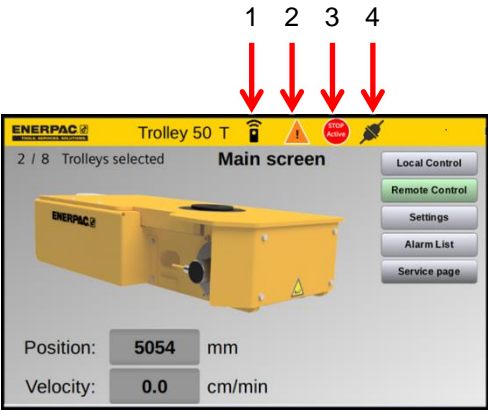 1 2 3 4
ENERPAC
TOOLS SERVICES SOLUTIONS
Trolley 50 T
STOP
Active
2 / 8 Trolleys selected
Main screen
Local Control
Remote Control
Settings
Alarm List
Service page
ENERPAC
Position: 5054 mm
Velocity: 0.0 cm/min